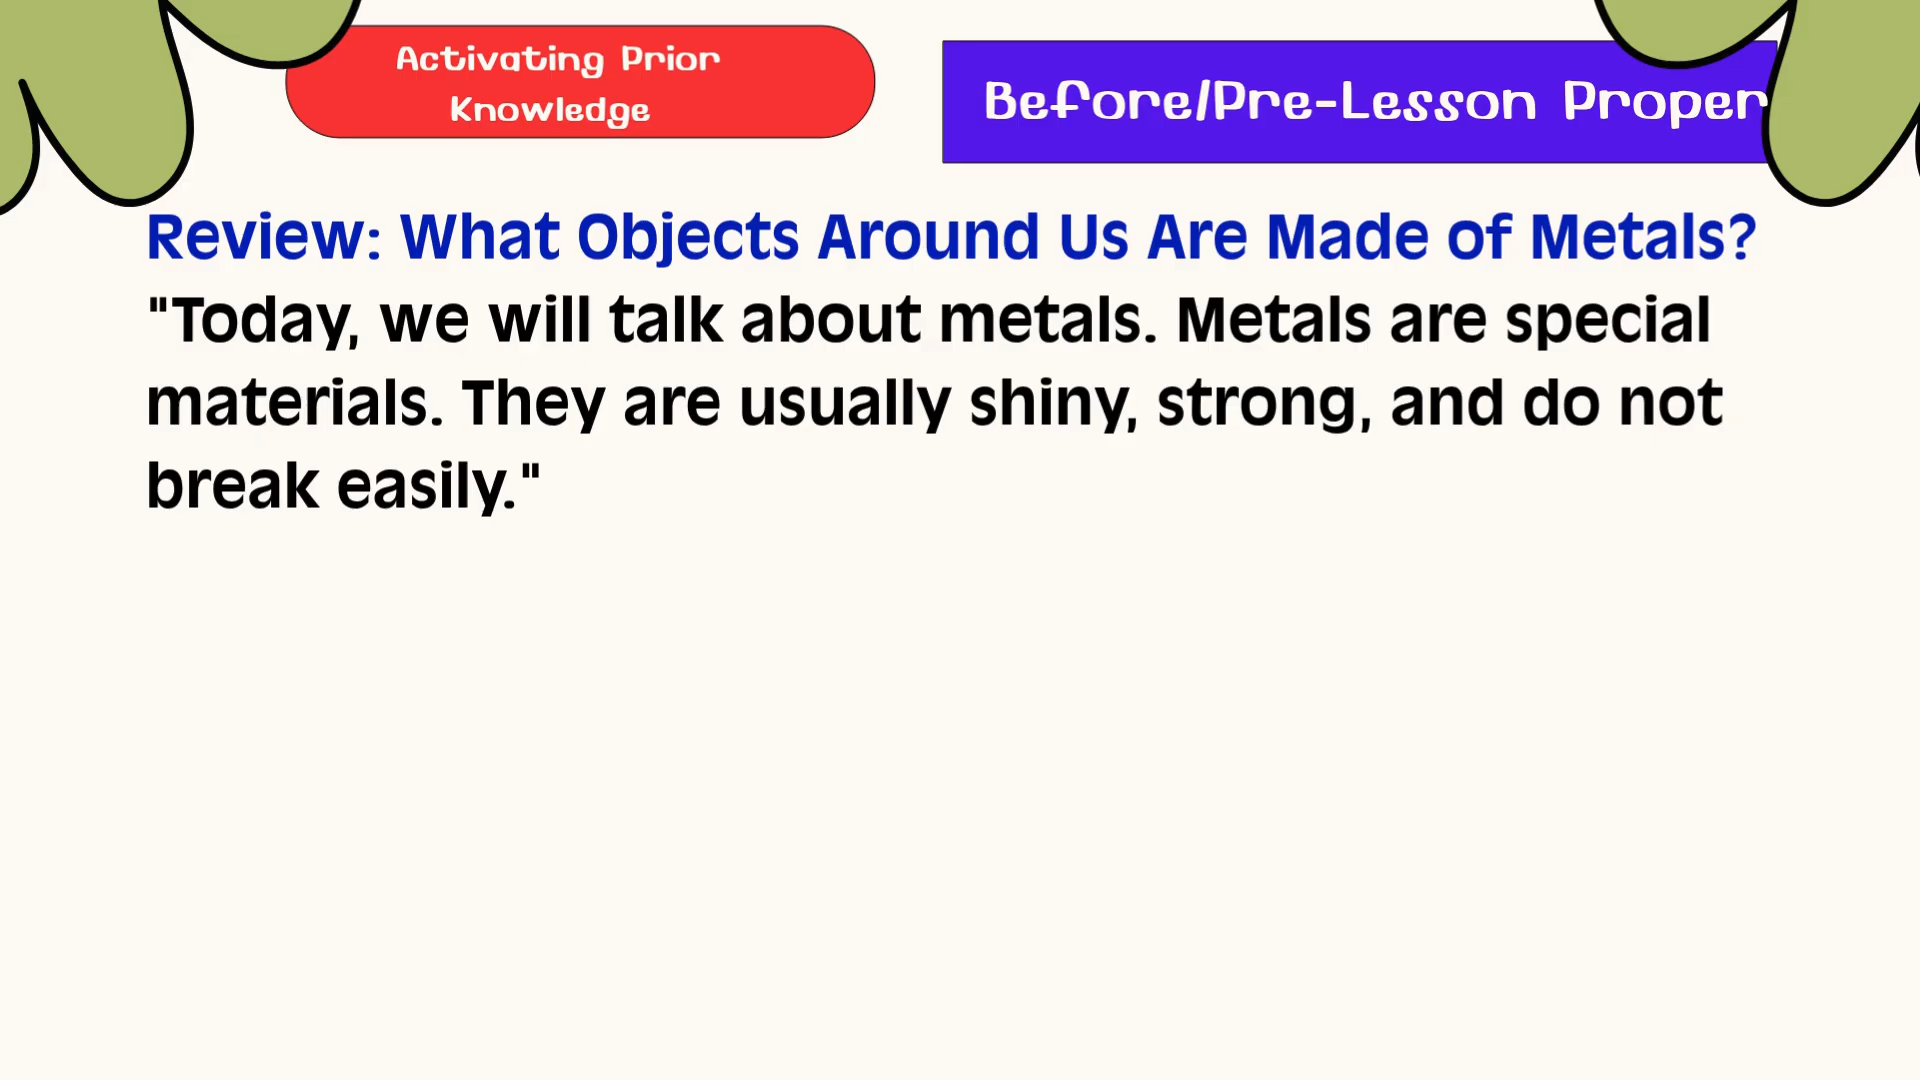 Activating Prior
Knowledge
Before/Pre-Lesson Proper
Review: What Objects Around Us Are Made of Metals?
"Today, we will talk about metals. Metals are special
materials. They are usually shiny, strong, and do not
break easily."